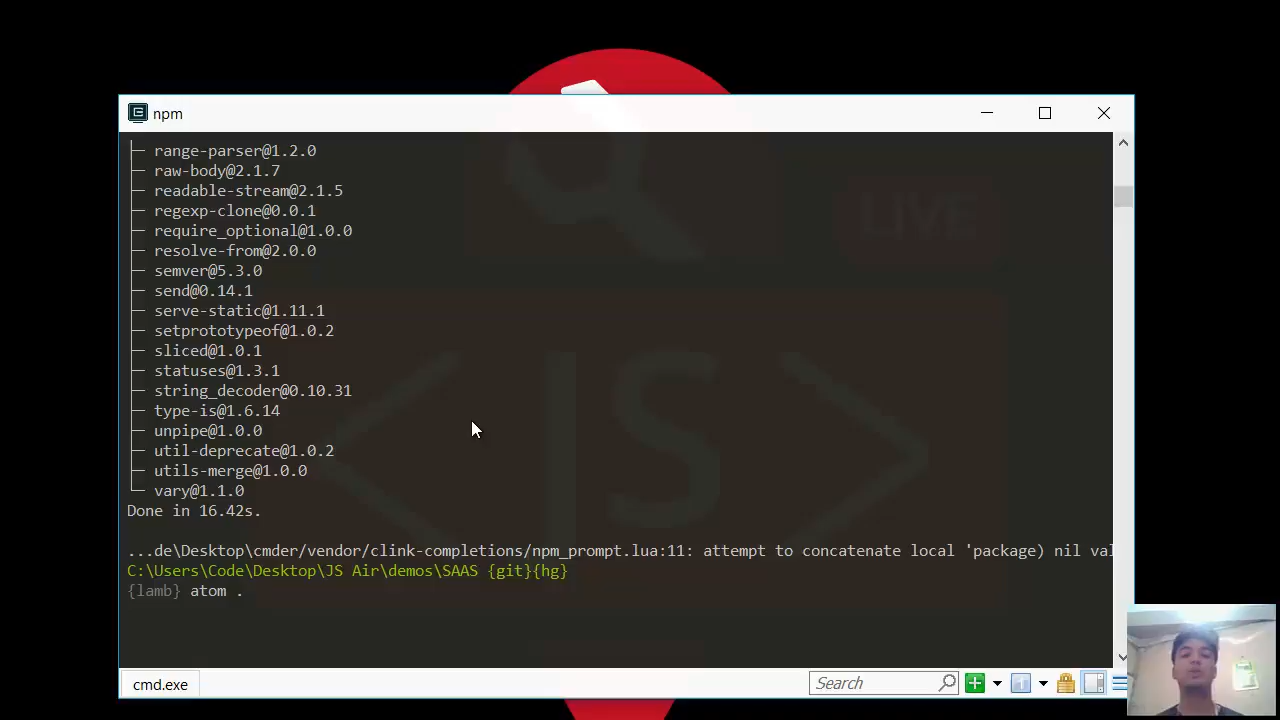 npm
range-parser@1.2.0
raw-body@2.1.7
readable-stream@2.1.5
regexp-clone@0.0.1
require_optional@1.0.0
resolve-from@2.0.0
semver@5.3.0
send@0.14.1
serve-static@1.11.1
setprototypeof@1.0.2
sliced@1.0.1
statuses@1.3.1
string_decoder@0.10.31
type-is@1.6.14
unpipe@1.0.0
util-deprecate@1.0.2
utils-merge@1.0.0
vary@1.1.0
Done in 16.42s.
...de\Desktop\cmder/vendor/clink-completions/npm_prompt.lua:11: attempt to concatenate local 'package) nil val
C:\Users\Code\Desktop\JS Air\demos\SAAS {git}{hg}
{lamb} atom .
LIVE
<|S>
cmd.exe
Search